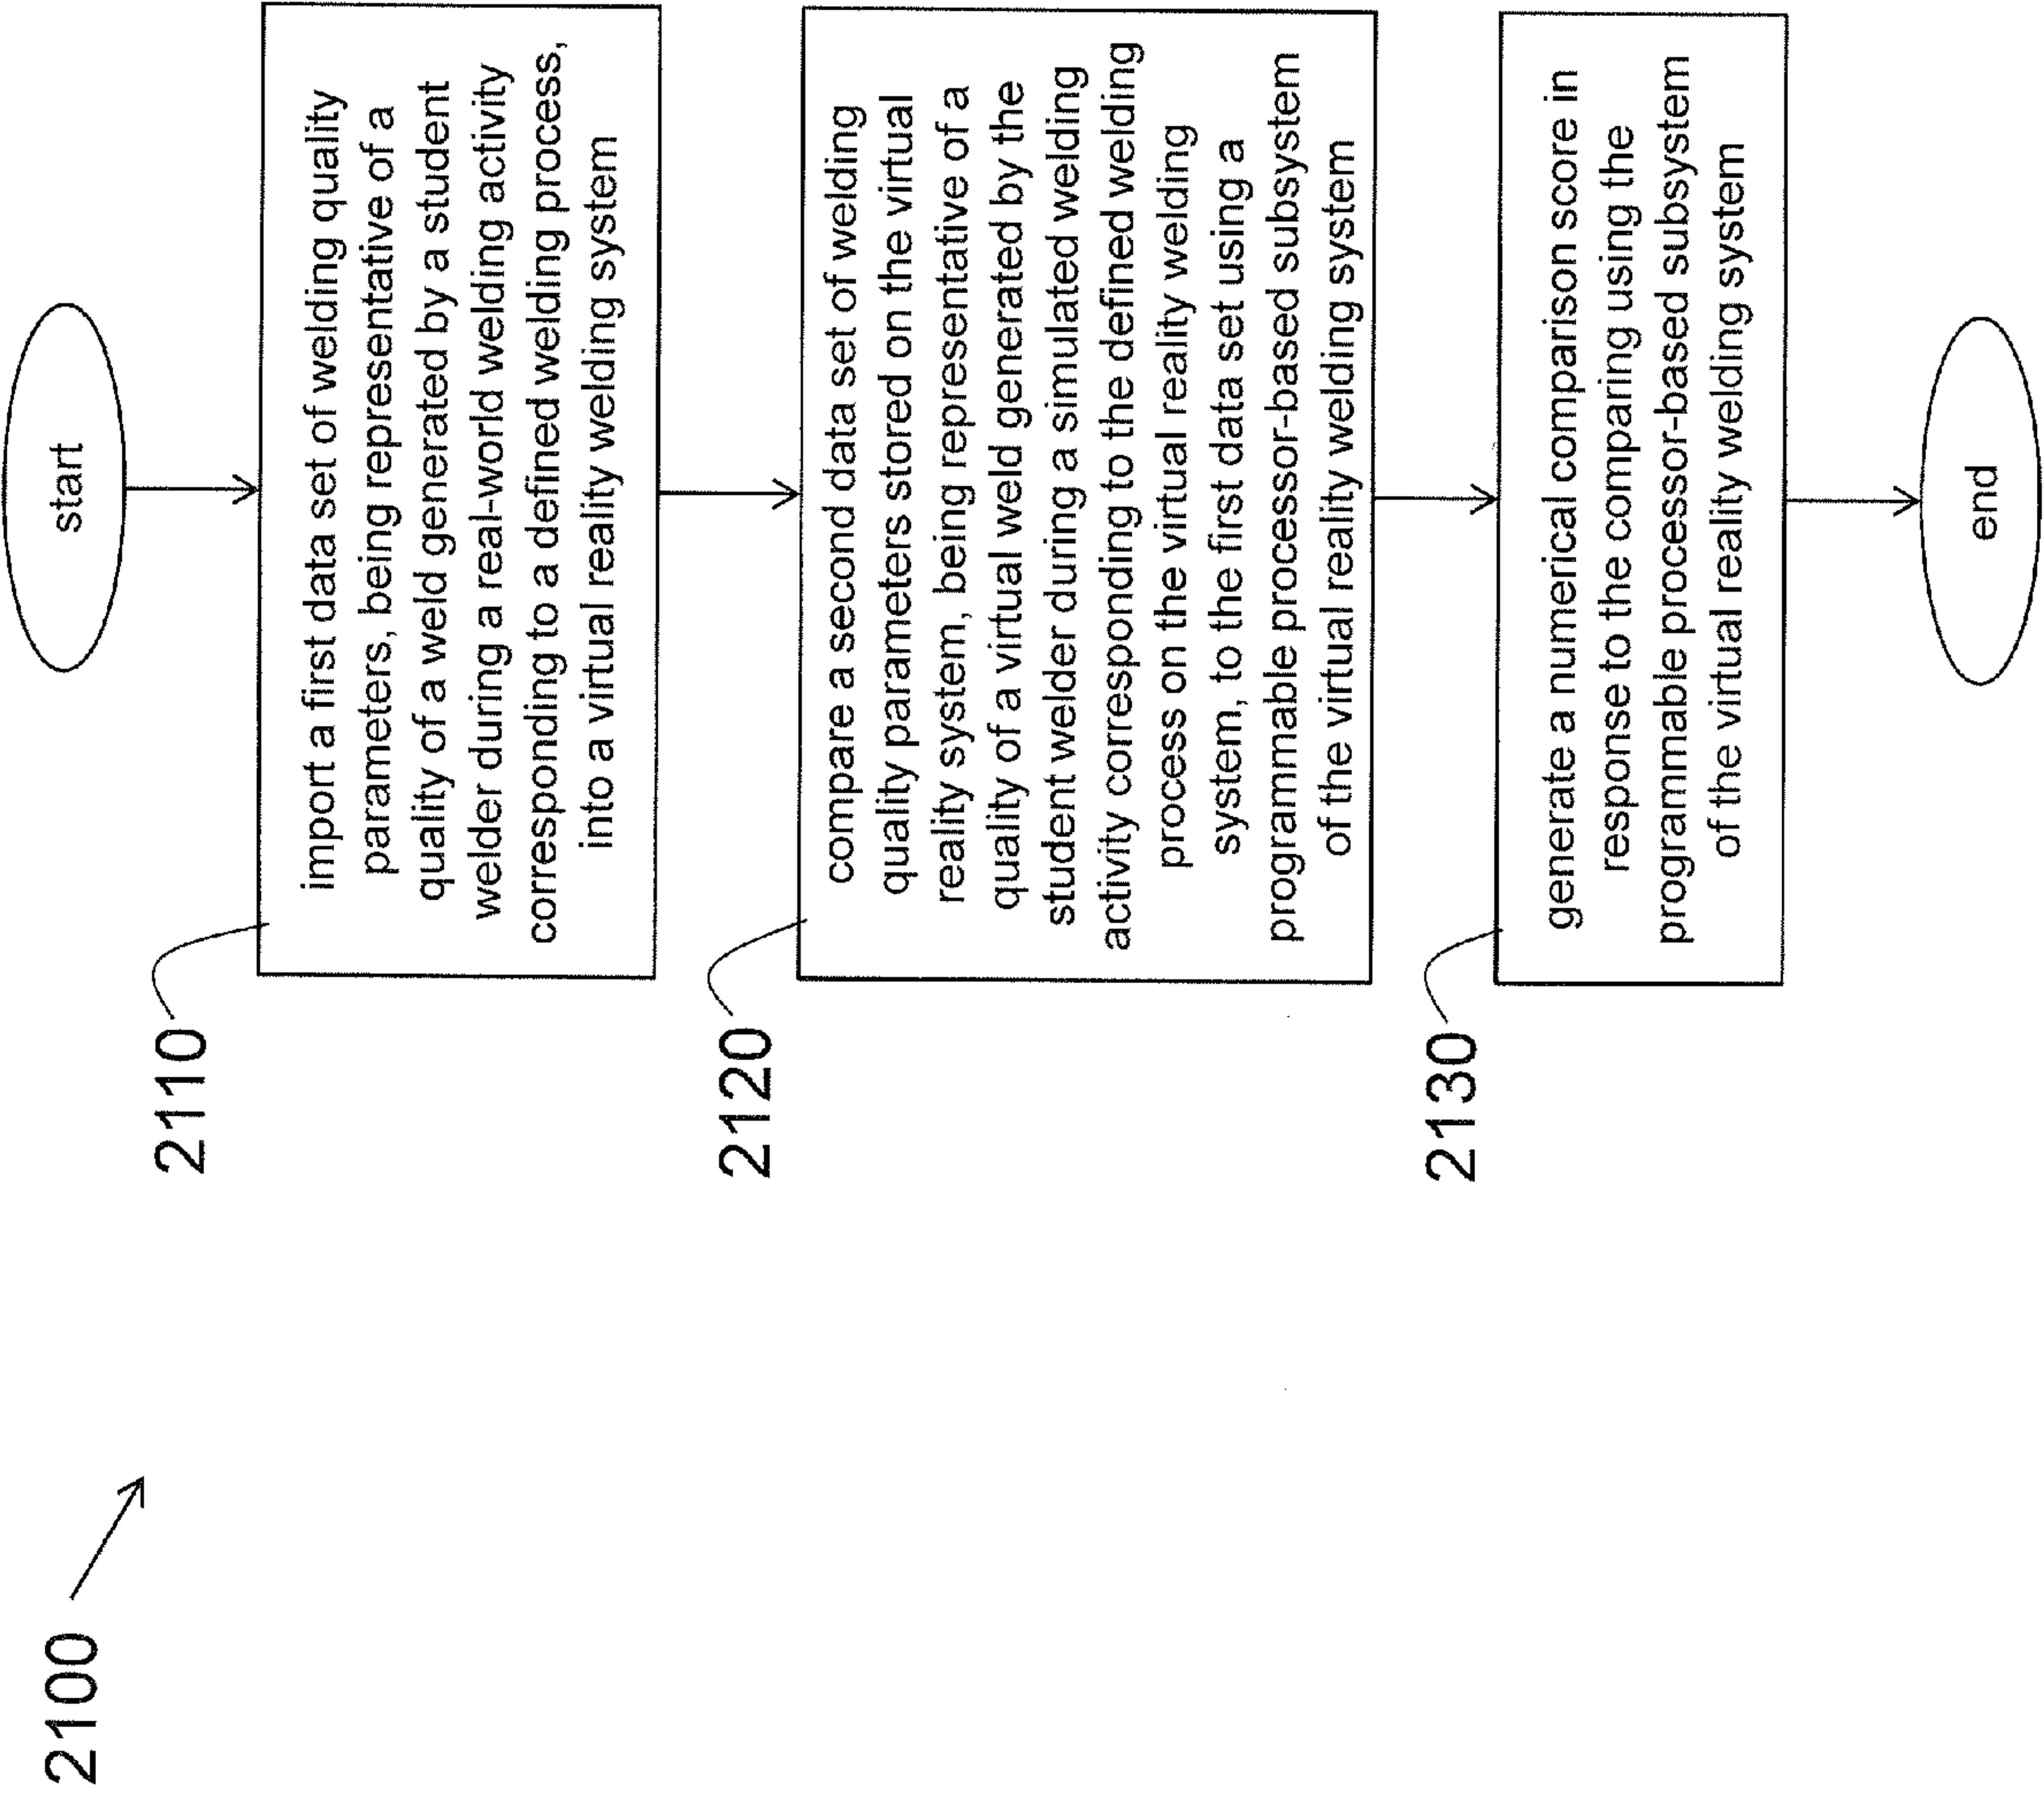 2100
start
2110
import a first data set of welding quality
parameters, being representative of a
quality of a weld generated by a student
welder during a real-world welding activity
corresponding to a defined welding process,
into a virtual reality welding system
2120
compare a second data set of welding
quality parameters stored on the virtual
reality system, being representative of a
quality of a virtual weld generated by the
student welder during a simulated welding
activity corresponding to the defined welding
process on the virtual reality welding
system, to the first data set using a
programmable processor-based subsystem
of the virtual reality welding system
2130
generate a numerical comparison score in
response to the comparing using the
programmable processor-based subsystem
of the virtual reality welding system
end